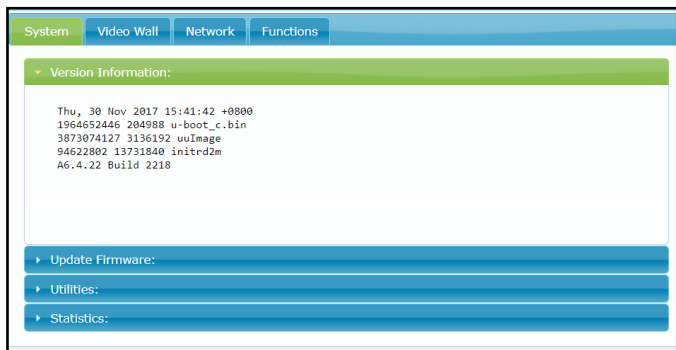 System Video Wall Network Functions
Version Information:
Thu, 30 Nov 2017 15:41:42 +0800
1964652446 204988 u-boot_c.bin
3873074127 3136192 uuImage
94622802 13731840 initrd2m
A6.4.22 Build 2218
Update Firmware:
Utilities:
Statistics: